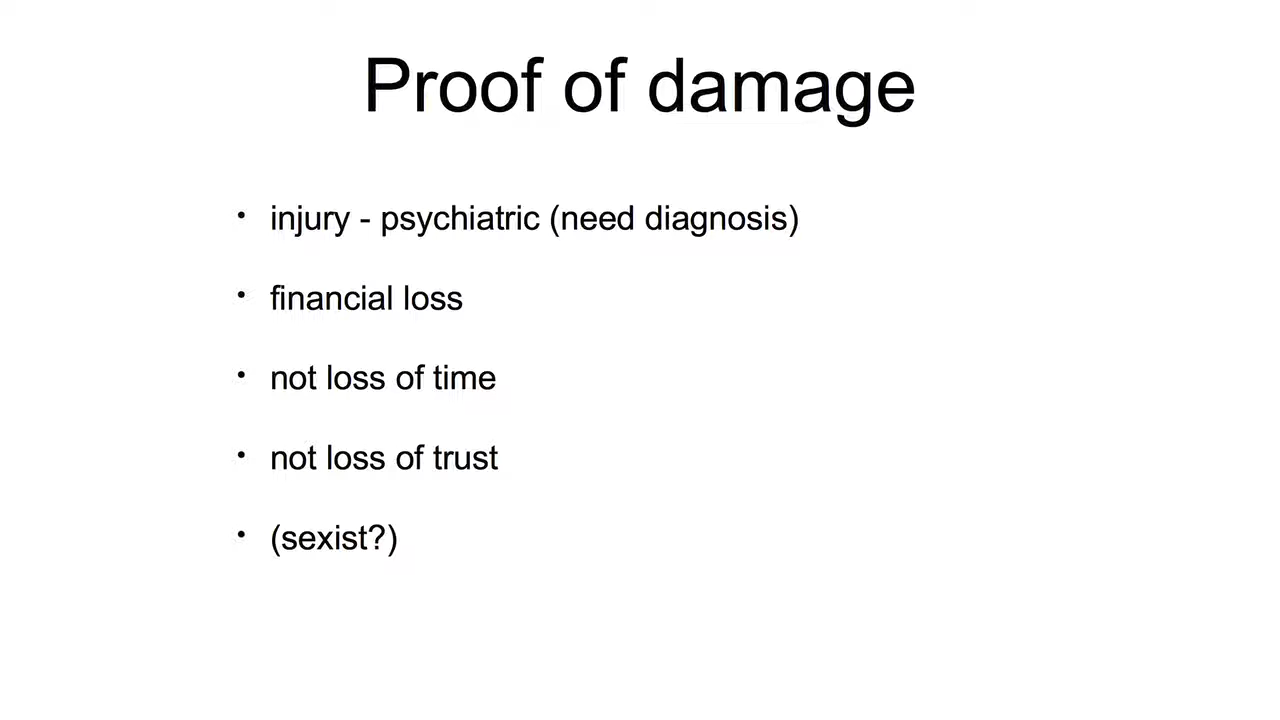 Proof of damage
• injury - psychiatric (need diagnosis)
• financial loss
• not loss of time
• not loss of trust
• (sexist?)